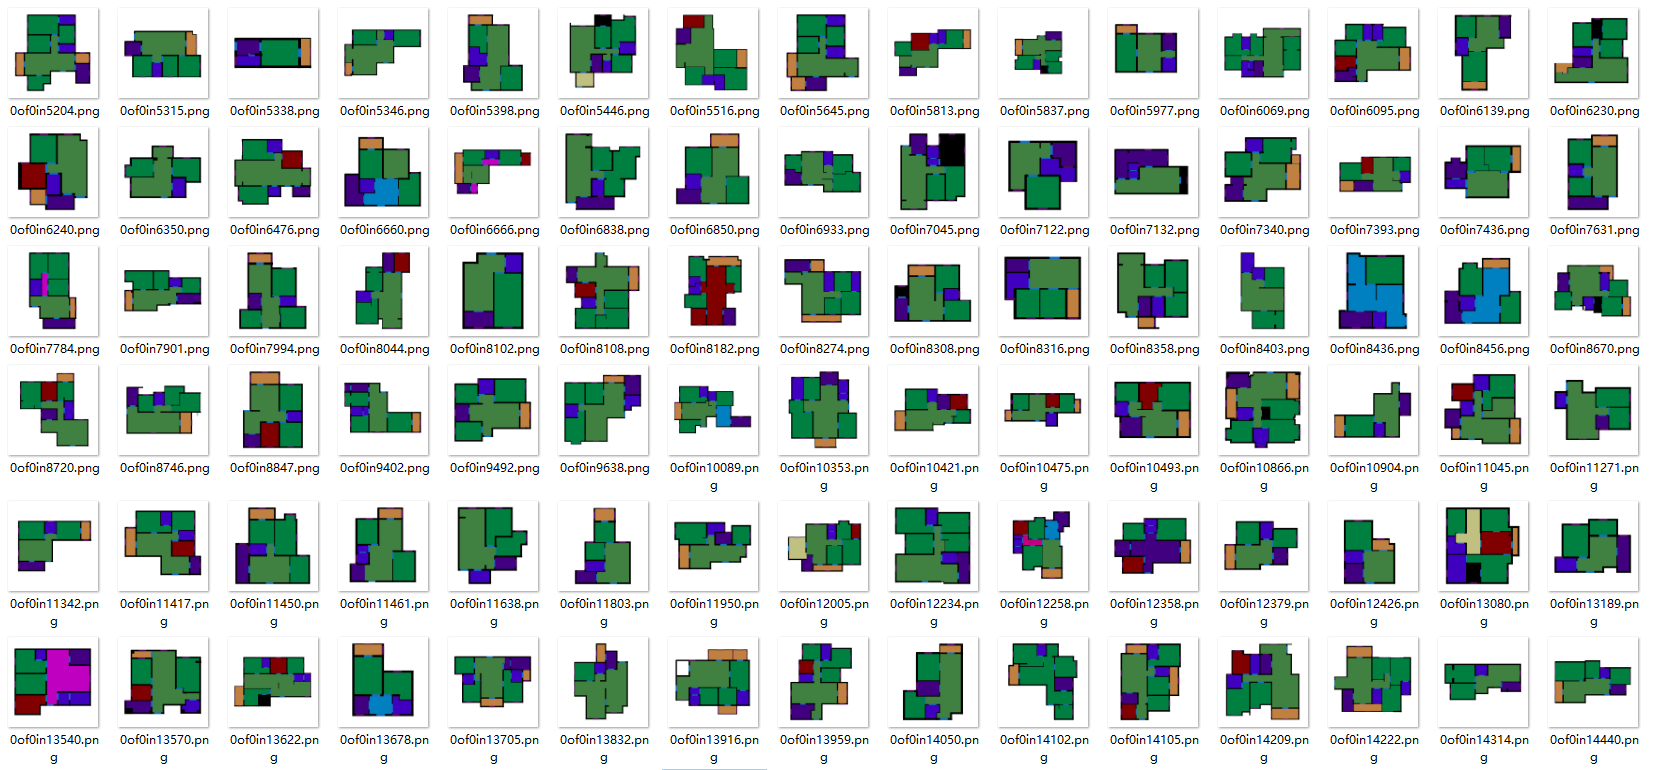 0of0in5204.png 0of0in5315.png 0of0in5338.png 0of0in5346.png 0of0in5398.png 0of0in5446.png 0of0in5516.png 0of0in5645.png 0of0in5813.png 0of0in5837.png 0of0in5977.png 0of0in6069.png 0of0in6095.png 0of0in6139.png 0of0in6230.png
0of0in6240.png 0of0in6350.png 0of0in6476.png 0of0in6660.png 0of0in6666.png 0of0in6838.png 0of0in6850.png 0of0in6933.png 0of0in7045.png 0of0in7122.png 0of0in7132.png 0of0in7340.png 0of0in7393.png 0of0in7436.png 0of0in7631.png
0of0in7784.png 0of0in7901.png 0of0in7994.png 0of0in8044.png 0of0in8102.png 0of0in8108.png 0of0in8182.png 0of0in8274.png 0of0in8308.png 0of0in8316.png 0of0in8358.png 0of0in8403.png 0of0in8436.png 0of0in8456.png 0of0in8670.png
0of0in8720.png 0of0in8746.png 0of0in8847.png 0of0in9402.png 0of0in9492.png 0of0in9638.png 0of0in10089.pn 0of0in10353.pn 0of0in10421.pn 0of0in10475.pn 0of0in10493.pn 0of0in10866.pn 0of0in10904.pn 0of0in11045.pn 0of0in11271.pn
g g g g g g g g g
0of0in11342.pn 0of0in11417.pn 0of0in11450.pn 0of0in11461.pn 0of0in11638.pn 0of0in11803.pn 0of0in11950.pn 0of0in12005.pn 0of0in12234.pn 0of0in12258.pn 0of0in12358.pn 0of0in12379.pn 0of0in12426.pn 0of0in13080.pn 0of0in13189.pn
g g g g g g g g g g g g g g g
0of0in13540.pn 0of0in13570.pn 0of0in13622.pn 0of0in13678.pn 0of0in13705.pn 0of0in13832.pn 0of0in13916.pn 0of0in13959.pn 0of0in14050.pn 0of0in14102.pn 0of0in14105.pn 0of0in14209.pn 0of0in14222.pn 0of0in14314.pn 0of0in14440.pn
g g g g g g g g g g g g g g g